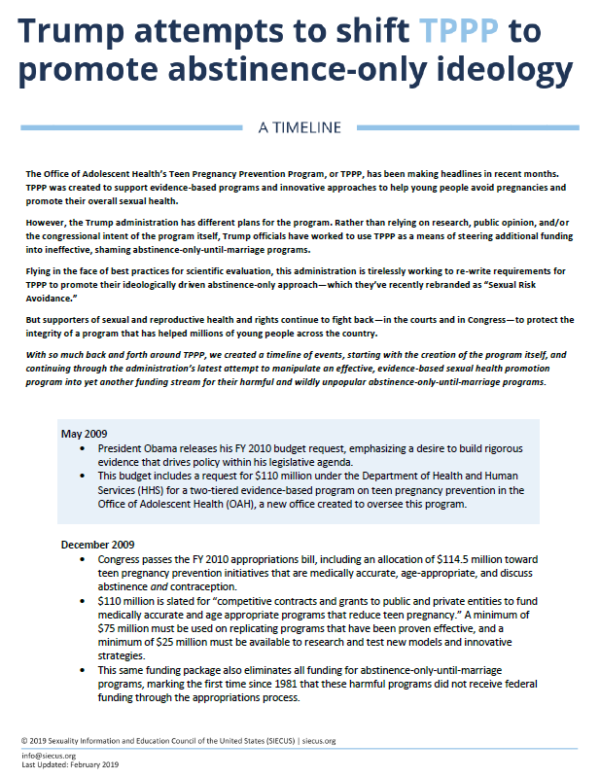 Trump attempts to shift TPPP to
promote abstinence-only ideology
A TIMELINE
The Office of Adolescent Health's Teen Pregnancy Prevention Program, or TPPP, has been making headlines in recent months.
TPPP was created to support evidence-based programs and innovative approaches to help young people avoid pregnancies and
promote their overall sexual health.
However, the Trump administration has different plans for the program. Rather than relying on research, public opinion, and/or
the congressional intent of the program itself, Trump officials have worked to use TPPP as a means of steering additional funding
into ineffective, shaming abstinence-only-until-marriage programs.
Flying in the face of best practices for scientific evaluation, this administration is tirelessly working to re-write requirements for
TPPP to promote their ideologically driven abstinence-only approach—which they've recently rebranded as "Sexual Risk
Avoidance."
But supporters of sexual and reproductive health and rights continue to fight back—in the courts and in Congress—to protect the
integrity of a program that has helped millions of young people across the country.
With so much back and forth around TPPP, we created a timeline of events, starting with the creation of the program itself, and
continuing through the administration's latest attempt to manipulate an effective, evidence-based sexual health promotion
program into yet another funding stream for their harmful and wildly unpopular abstinence-only-until-marriage programs.
May 2009
• President Obama releases his FY 2010 budget request, emphasizing a desire to build rigorous
evidence that drives policy within his legislative agenda.
• This budget includes a request for $110 million under the Department of Health and Human
Services (HHS) for a two-tiered evidence-based program on teen pregnancy prevention in the
Office of Adolescent Health (OAH), a new office created to oversee this program.
December 2009
• Congress passes the FY 2010 appropriations bill, including an allocation of $114.5 million toward
teen pregnancy prevention initiatives that are medically accurate, age-appropriate, and discuss
abstinence and contraception.
• $110 million is slated for "competitive contracts and grants to public and private entities to fund
medically accurate and age appropriate programs that reduce teen pregnancy." A minimum of
$75 million must be used on replicating programs that have been proven effective, and a
minimum of $25 million must be available to research and test new models and innovative
strategies.
• This same funding package also eliminates all funding for abstinence-only-until-marriage
programs, marking the first time since 1981 that these harmful programs did not receive federal
funding through the appropriations process.
© 2019 Sexuality Information and Education Council of the United States (SIECUS) | siecus.org
info@siecus.org
Last Updated: February 2019